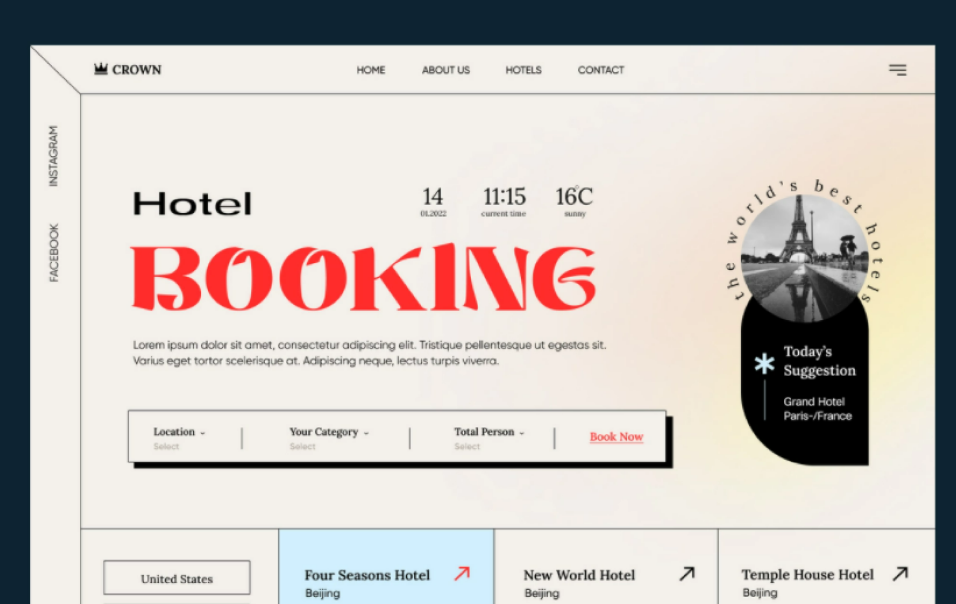 CROWN
HOME
ABOUT US
HOTELS
CONTACT
INSTAGRAM
FACEBOOK
Hotel
14
01.2022
11:15
current time
16°C
sunny
BOOKING
Lorem ipsum dolor sit amet, consectetur adipiscing elit. Tristique pellentesque ut egestas sit.
Varius eget tortor scelerisque at. Adipiscing neque, lectus turpis viverra.
Location
Select
Your Category
Select
Total Person
Select
Book Now
the world's best hotels
Today's
Suggestion
Grand Hotel
Paris-/France
United States
Four Seasons Hotel
Beijing
New World Hotel
Beijing
Temple House Hotel
Beijing